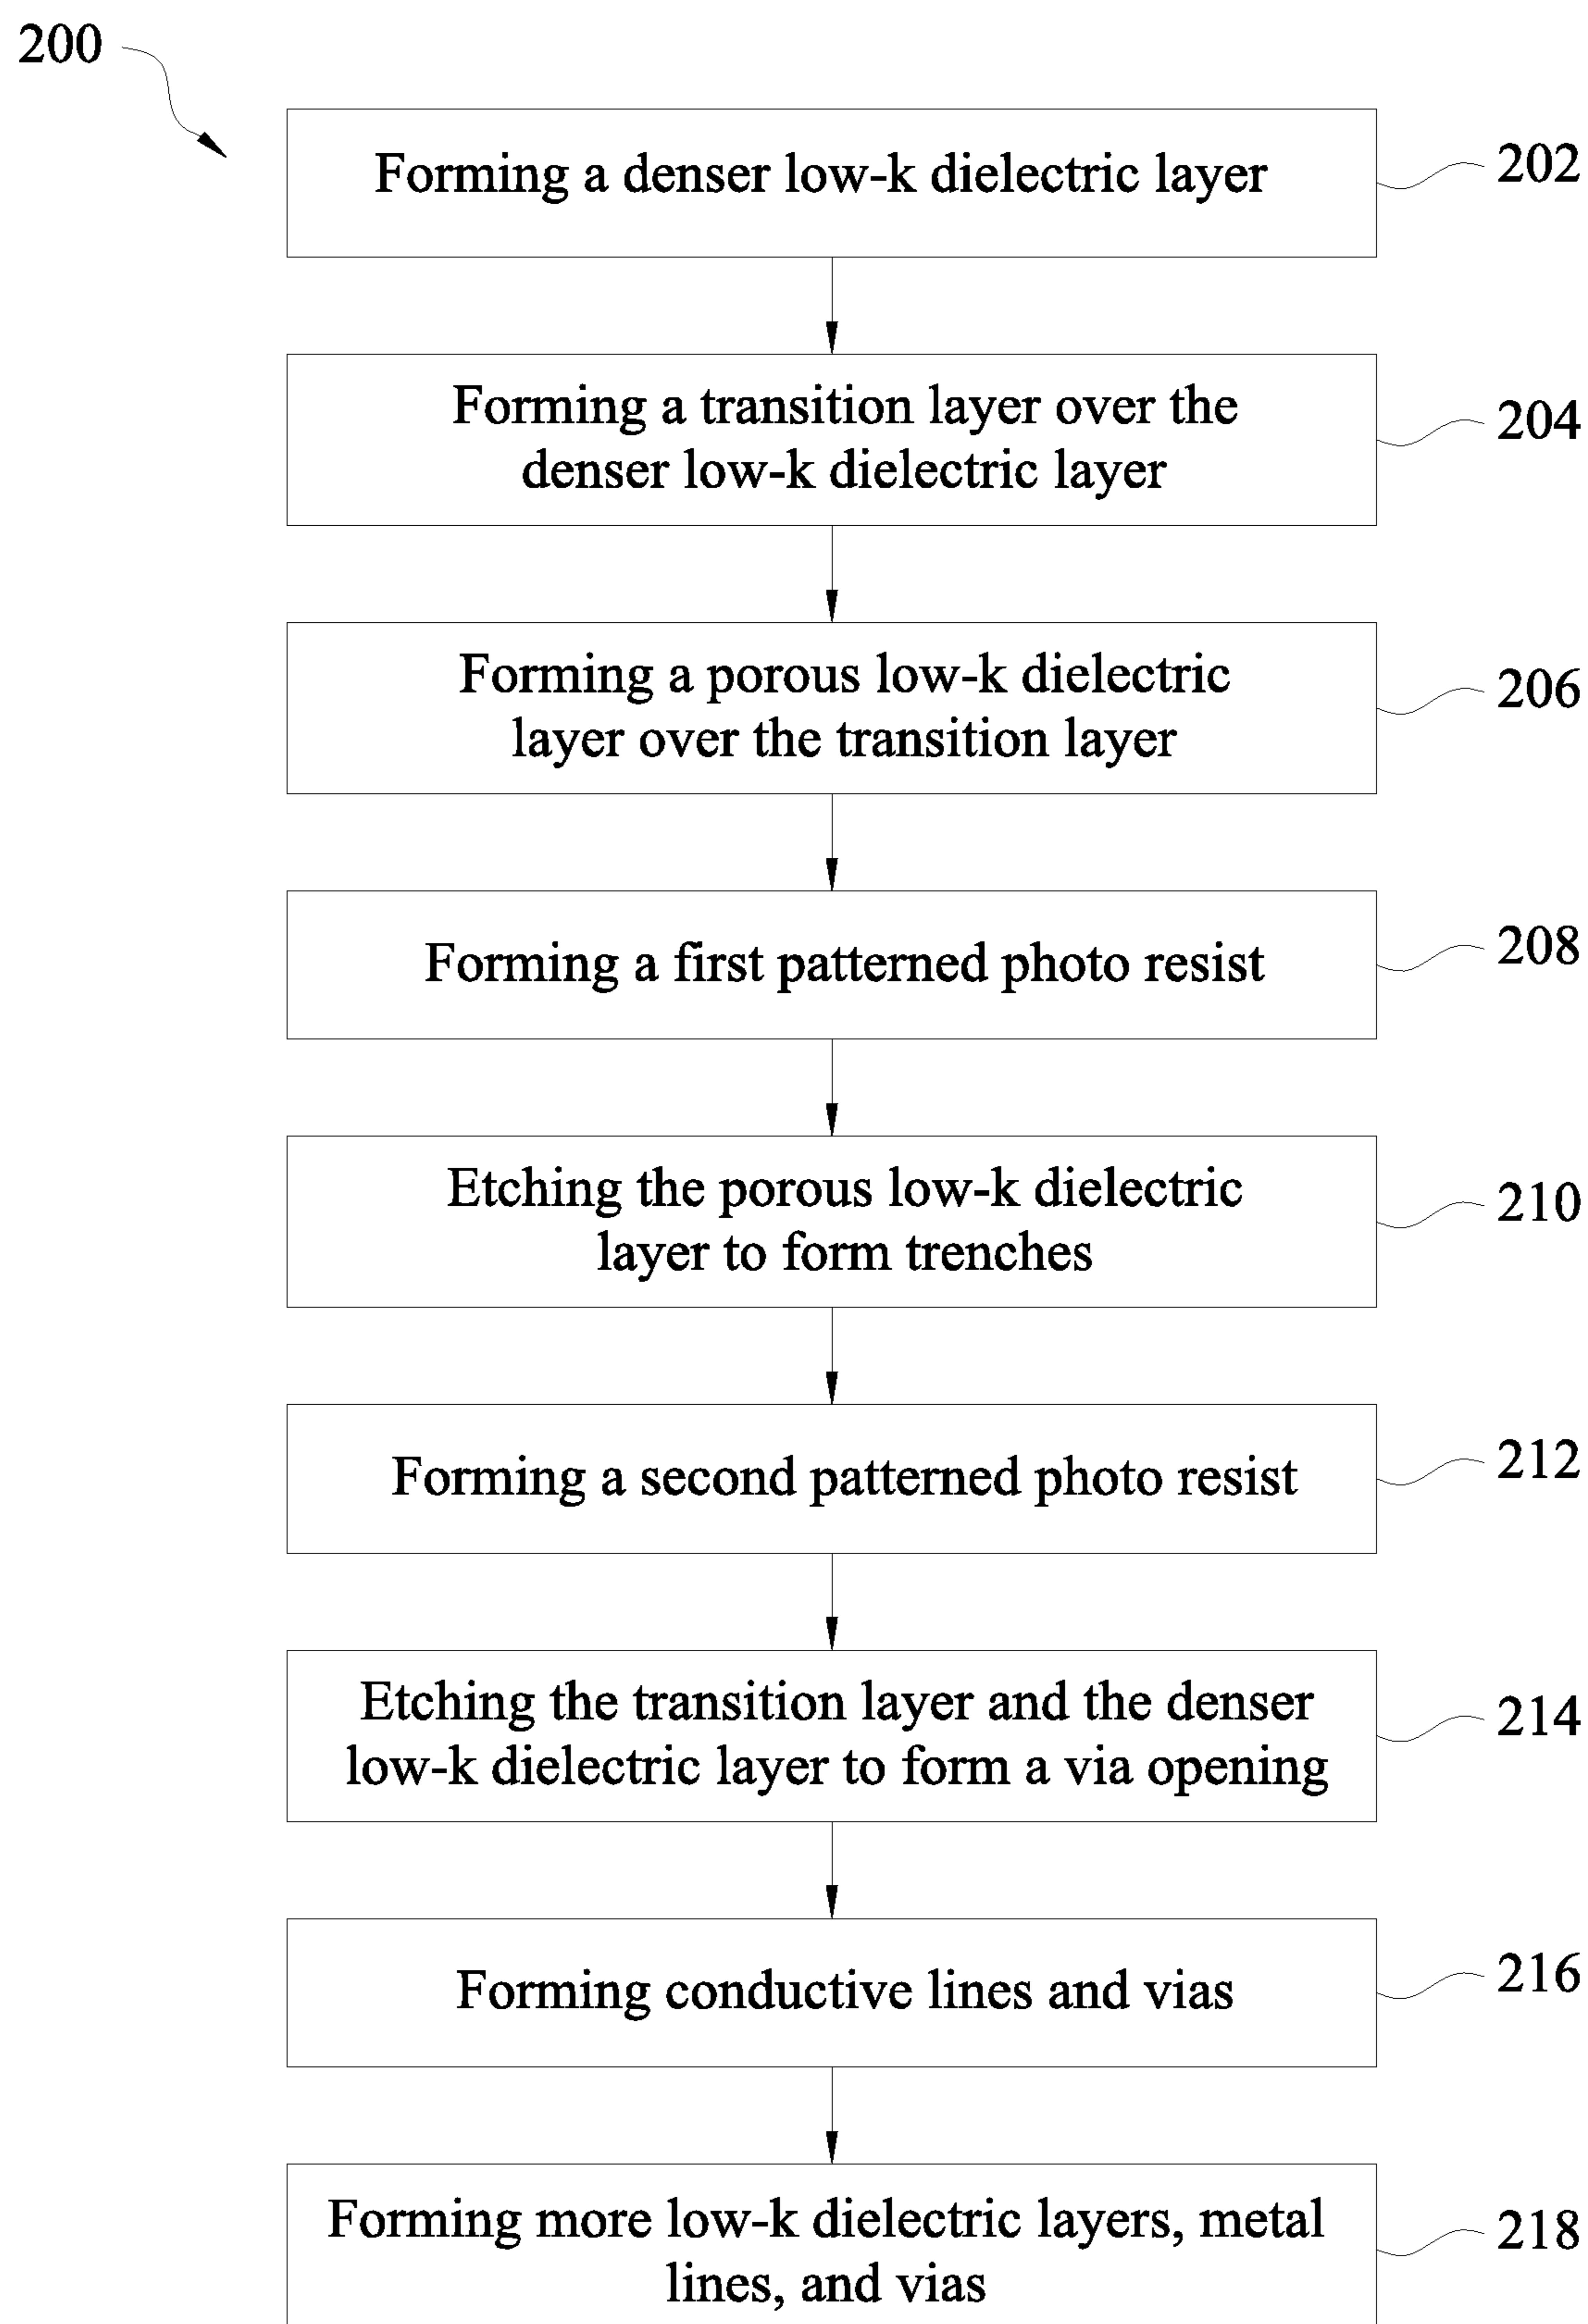 200
Forming a denser low-k dielectric layer
202
Forming a transition layer over the
denser low-k dielectric layer
204
Forming a porous low-k dielectric
layer over the transition layer
206
Forming a first patterned photo resist
208
Etching the porous low-k dielectric
layer to form trenches
210
Forming a second patterned photo resist
212
Etching the transition layer and the denser
low-k dielectric layer to form a via opening
214
Forming conductive lines and vias
216
Forming more low-k dielectric layers, metal
lines, and vias
218